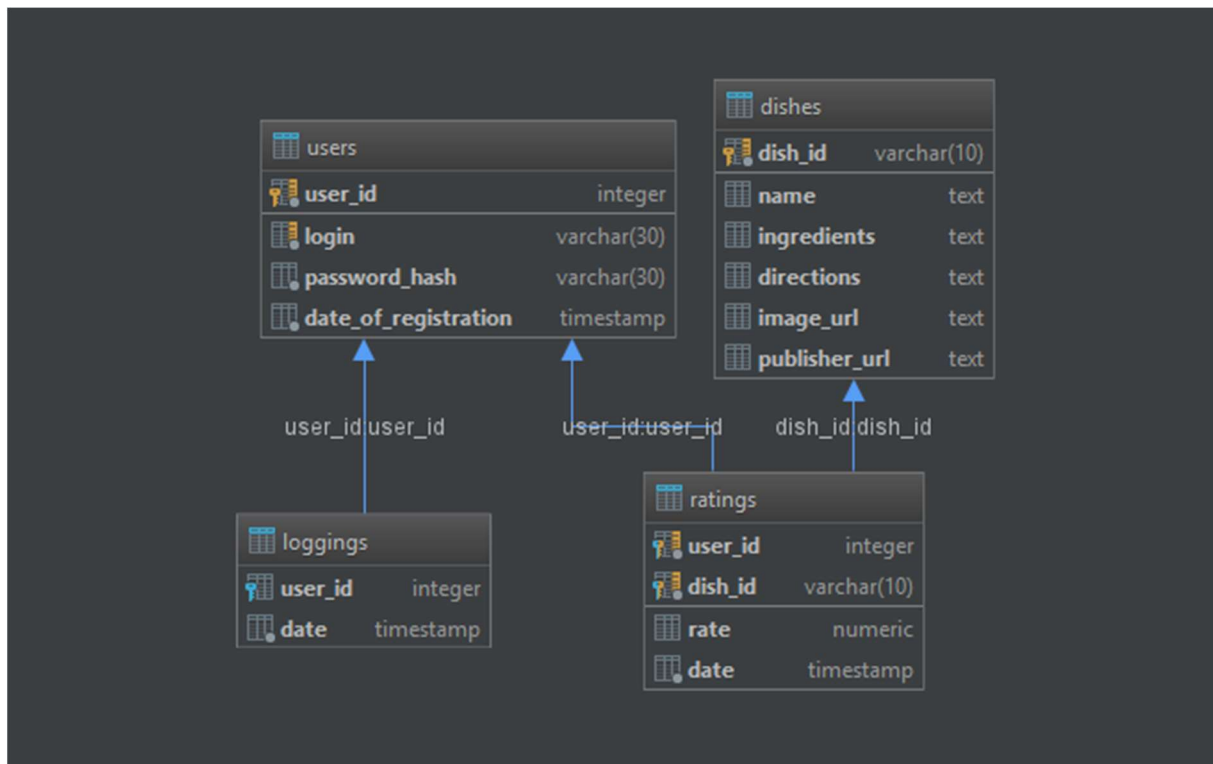 users
user_id integer
login varchar(30)
password_hash varchar(30)
date_of_registration timestamp
dishes
dish_id varchar(10)
name text
ingredients text
directions text
image_url text
publisher_url text
user_id:user_id
user_id:user_id
dish_id:dish_id
loggings
user_id integer
date timestamp
ratings
user_id integer
dish_id varchar(10)
rate numeric
date timestamp